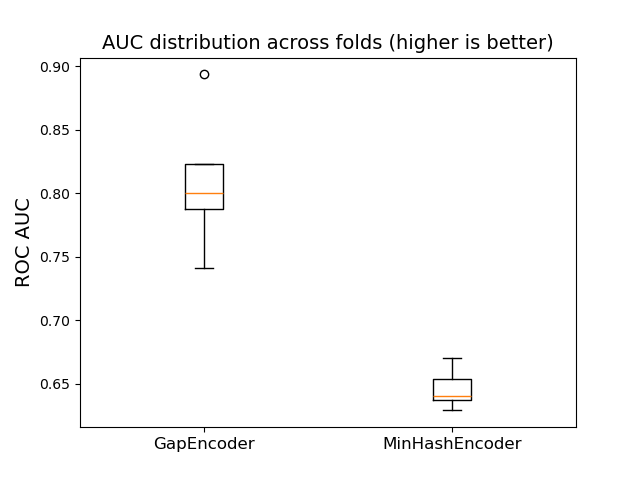 AUC distribution across folds (higher is better)
0.90
0.85
0.80
0.75
0.70
0.65
ROC AUC
GapEncoder
MinHashEncoder